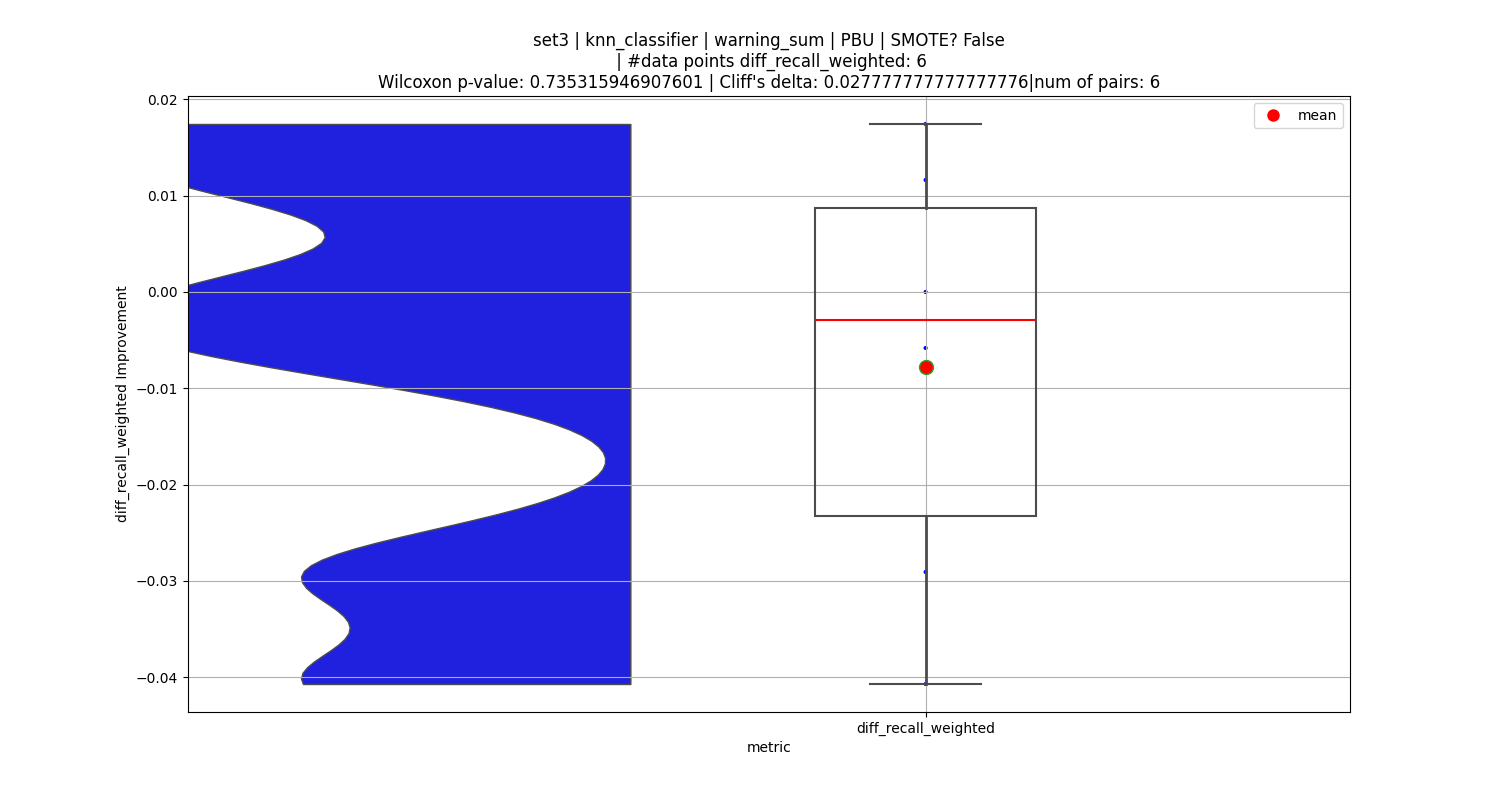 set3 | knn_classifier | warning_sum | PBU | SMOTE? False
| #data points diff_recall_weighted: 6
Wilcoxon p-value: 0.735315946907601 | Cliff's delta: 0.027777777777777776|num of pairs: 6
mean
0.02
0.01
0.00
−0.01
−0.02
−0.03
−0.04
diff_recall_weighted Improvement
diff_recall_weighted
metric